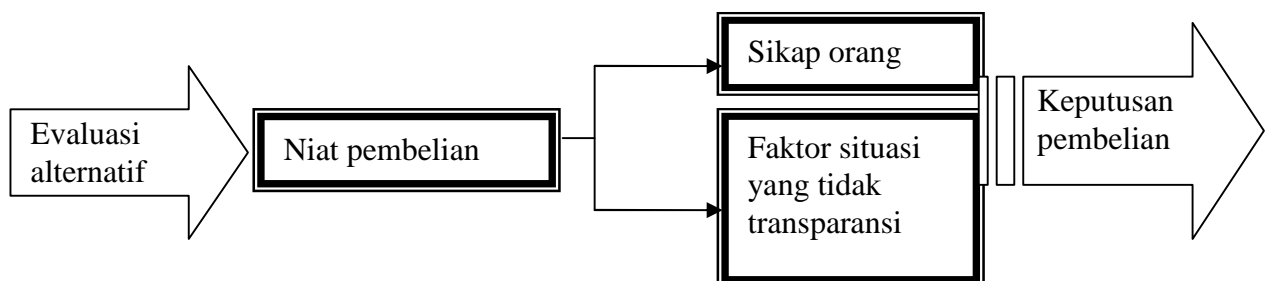 Evaluasi
alternatif
Niat pembelian
Sikap orang
Faktor situasi
yang tidak
transparansi
Keputusan
pembelian